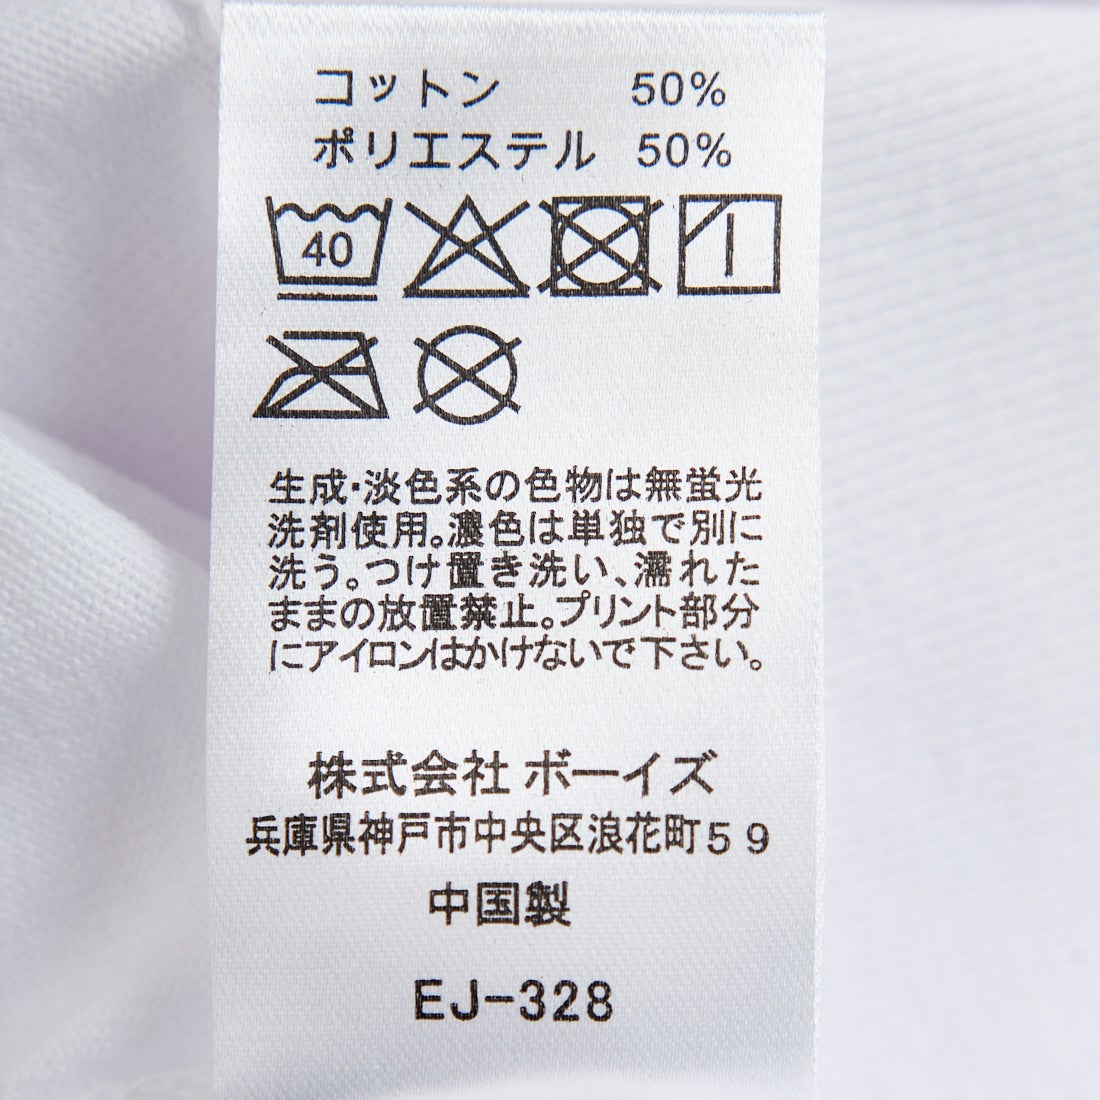 コットン 50%
ポリエステル 50%
40
生成・淡色系の色物は無蛍光
洗剤使用。濃色は単独で別に
洗う。つけ置き洗い、濡れた
ままの放置禁止。プリント部分
にアイロンはかけないで下さい。
株式会社 ボーイズ
兵庫県神戸市中央区浪花町59
中国製
EJ-328